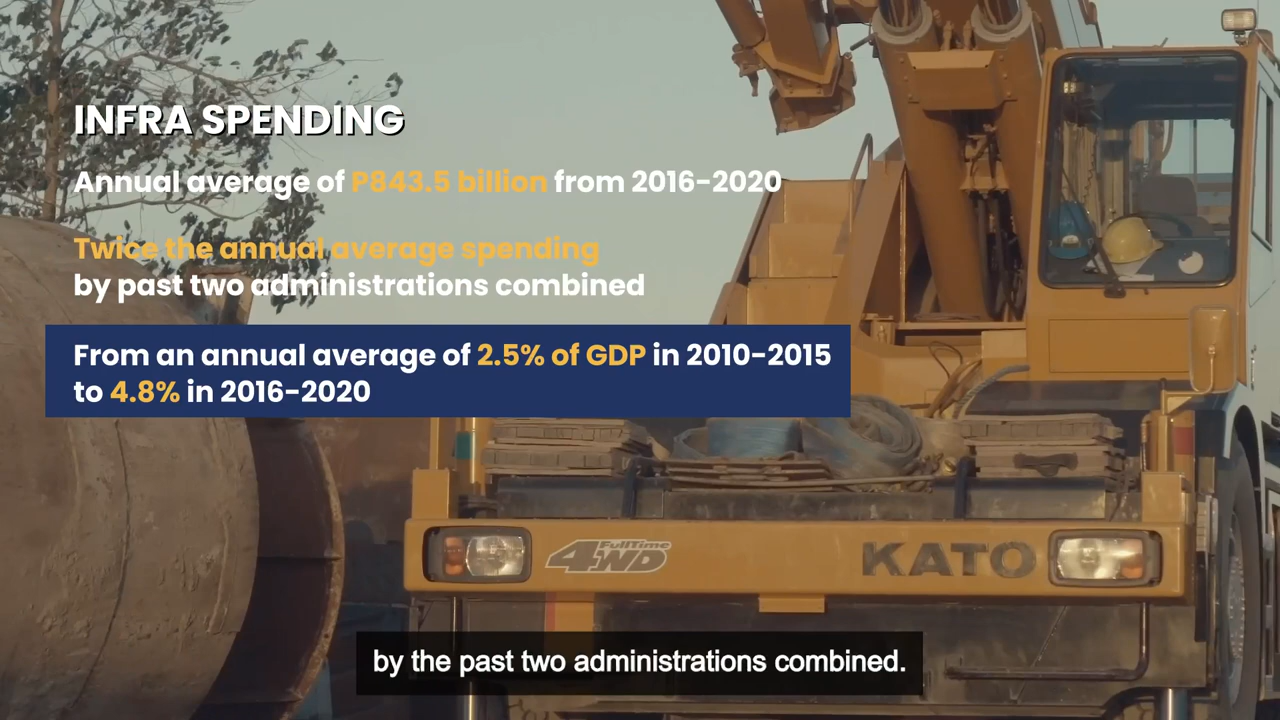 INFRA SPENDING
Annual average of P843.5 billion from 2016-2020
Twice the annual average spending
by past two administrations combined
From an annual average of 2.5% of GDP in 2010-2015
to 4.8% in 2016-2020
FullTime
4WD
KATO
by the past two administrations combined.